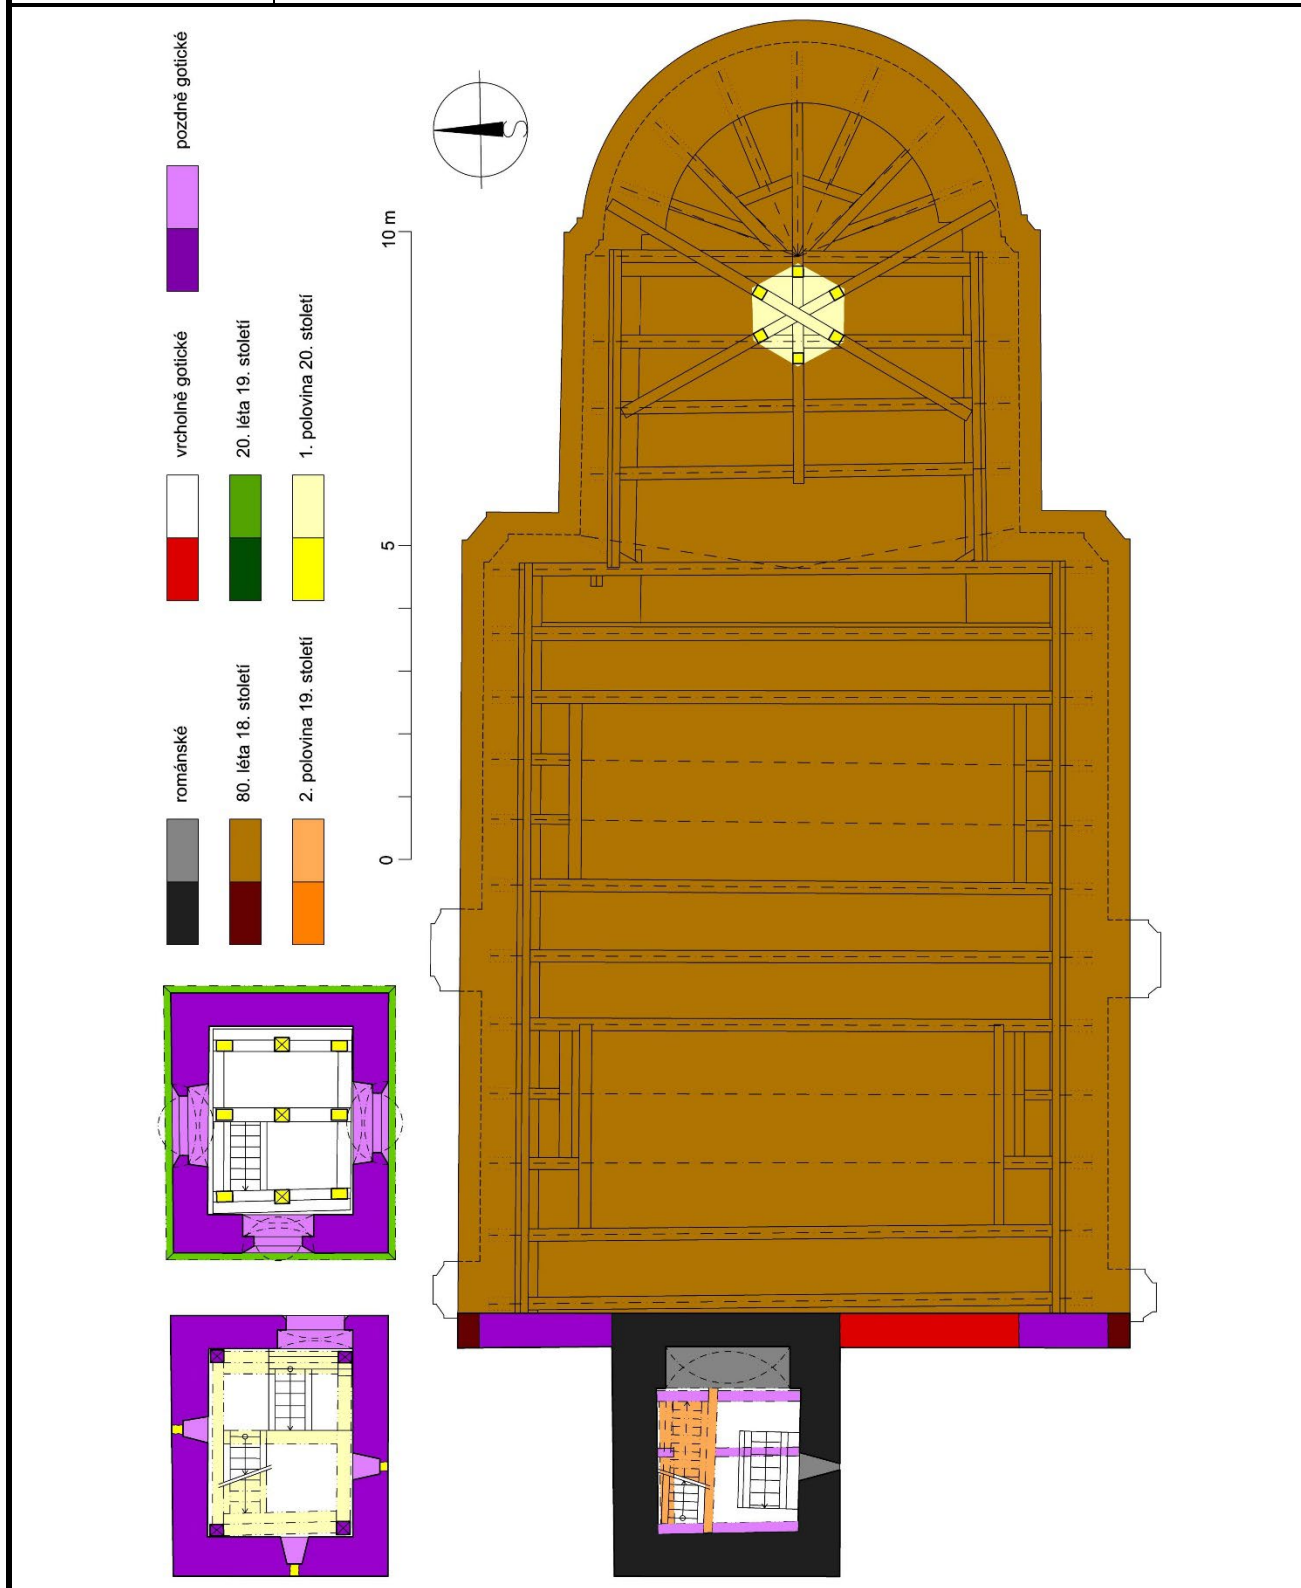 románské
vrcholně gotické
pozdně gotické
80. léta 18. století
20. léta 19. století
2. polovina 19. století
1. polovina 20. století
0
5
10 m
S